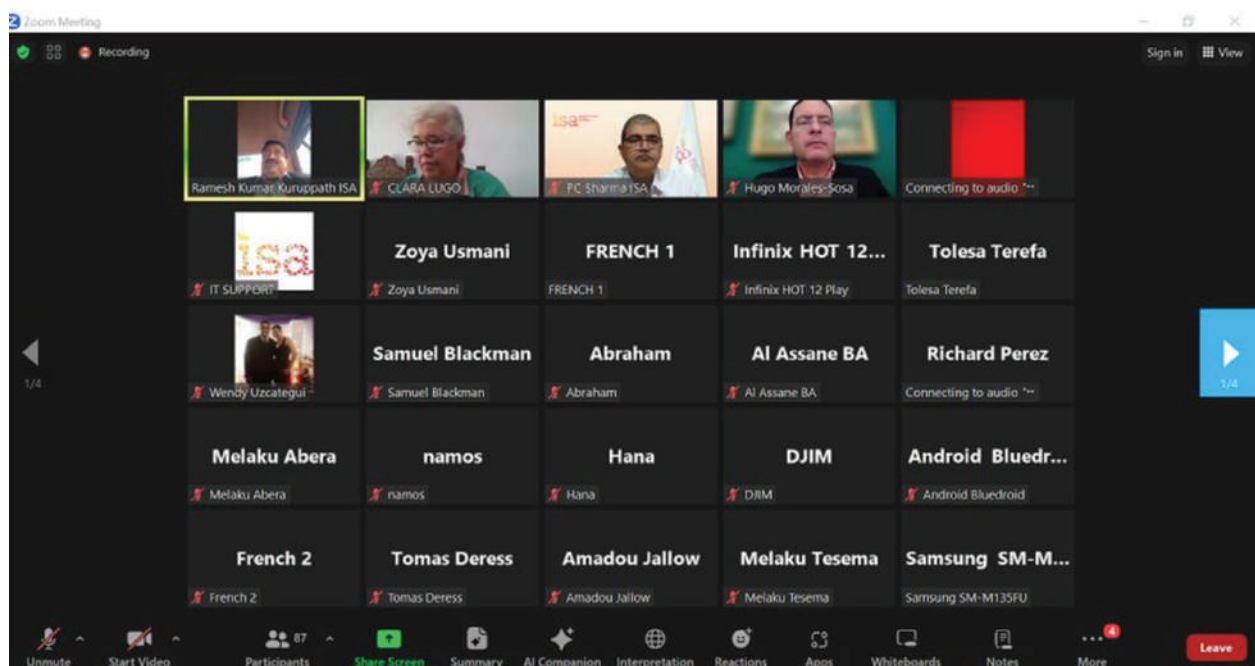 Zoom Meeting
Recording
Sign in
View
isa
Ramesh Kumar Kuruppath ISA
CLARA LUGO
PC Sharma ISA
Hugo Morales-Sosa
Connecting to audio
isa
Zoya Usmani
FRENCH 1
Infinix HOT 12...
Tolesa Terefa
IT SUPPORT
Zoya Usmani
FRENCH 1
Infinix HOT 12 Play
Tolesa Terefa
Samuel Blackman
Abraham
Al Assane BA
Richard Perez
1/4
1/4
Wendy Uzcategui
Samuel Blackman
Abraham
Al Assane BA
Connecting to audio
Melaku Abera
namos
Hana
DJIM
Android Bluedr...
Melaku Abera
namos
Hana
DJIM
Android Bluedroid
French 2
Tomas Deress
Amadou Jallow
Melaku Tesema
Samsung SM-M...
French 2
Tomas Deress
Amadou Jallow
Melaku Tesema
Samsung SM-M135FU
87
4
Unmute
Start Video
Participants
Share Screen
Summary
AI Companion
Interpretation
Reactions
Apps
Whiteboards
Notes
More
Leave